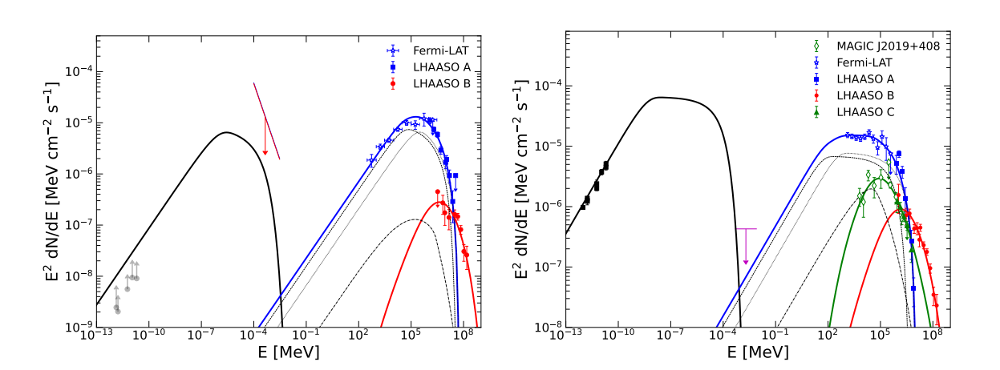 E² dN/dE [MeV cm⁻² s⁻¹]
10⁻⁴
10⁻⁵
10⁻⁶
10⁻⁷
10⁻⁸
10⁻⁹
Fermi-LAT
LHAASO A
LHAASO B
10⁻¹³ 10⁻¹⁰ 10⁻⁷ 10⁻⁴ 10⁻¹ 10² 10⁵ 10⁸
E [MeV]
E² dN/dE [MeV cm⁻² s⁻¹]
10⁻⁴
10⁻⁵
10⁻⁶
10⁻⁷
10⁻⁸
MAGIC J2019+408
Fermi-LAT
LHAASO A
LHAASO B
LHAASO C
10⁻¹³ 10⁻¹⁰ 10⁻⁷ 10⁻⁴ 10⁻¹ 10² 10⁵ 10⁸
E [MeV]